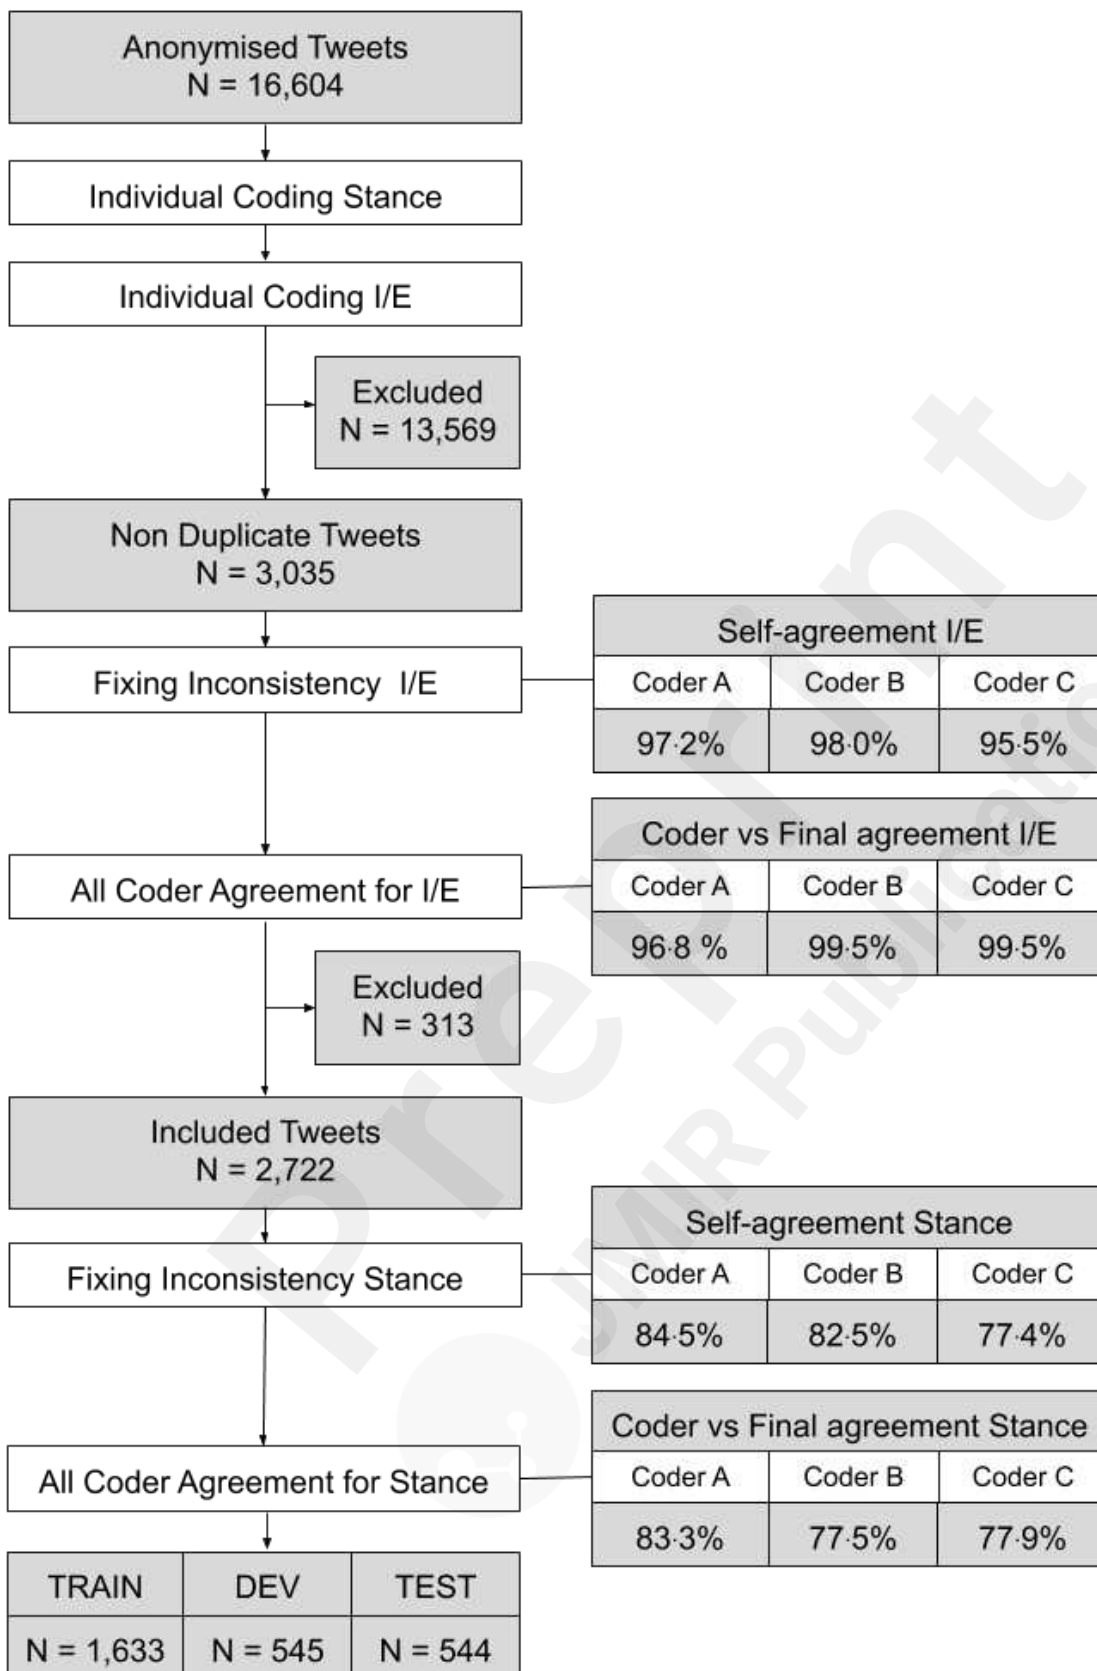 Anonymised Tweets
N = 16,604
Individual Coding Stance
Individual Coding I/E
Excluded
N = 13,569
Non Duplicate Tweets
N = 3,035
Fixing Inconsistency I/E
Self-agreement I/E
Coder A Coder B Coder C
97·2% 98·0% 95·5%
All Coder Agreement for I/E
Coder vs Final agreement I/E
Coder A Coder B Coder C
96·8 % 99·5% 99·5%
Excluded
N = 313
Included Tweets
N = 2,722
Fixing Inconsistency Stance
Self-agreement Stance
Coder A Coder B Coder C
84·5% 82·5% 77·4%
All Coder Agreement for Stance
Coder vs Final agreement Stance
Coder A Coder B Coder C
83·3% 77·5% 77·9%
TRAIN DEV TEST
N = 1,633 N = 545 N = 544
Preprint
JMIR Publicatio